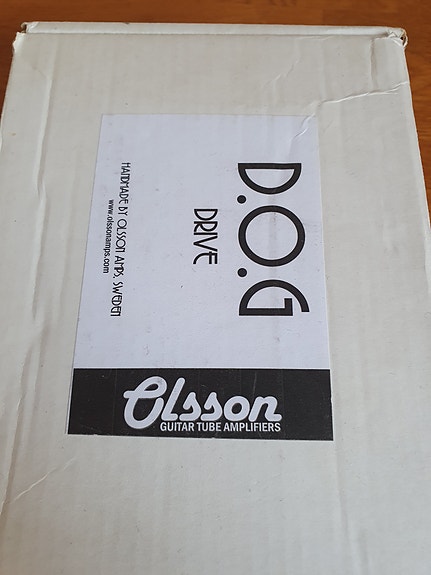 D.O.G
DRIVE
HANDMADE BY OLSSON AMPS, SWEDEN
www.olssonamps.com
Olsson
GUITAR TUBE AMPLIFIERS